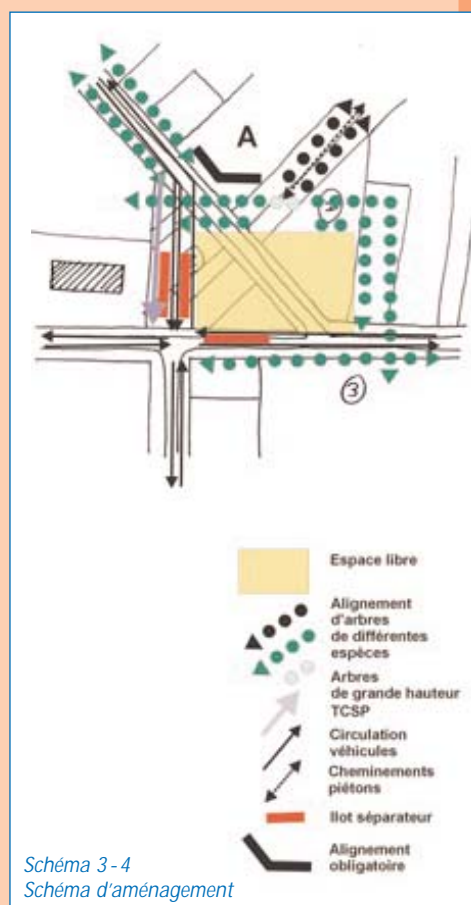 A
3
Espace libre
Alignement
d'arbres
de différentes
espèces
Arbres
de grande hauteur
TCSP
Circulation
véhicules
Cheminements
piétons
Ilot séparateur
Alignement
obligatoire
Schéma 3-4
Schéma d'aménagement